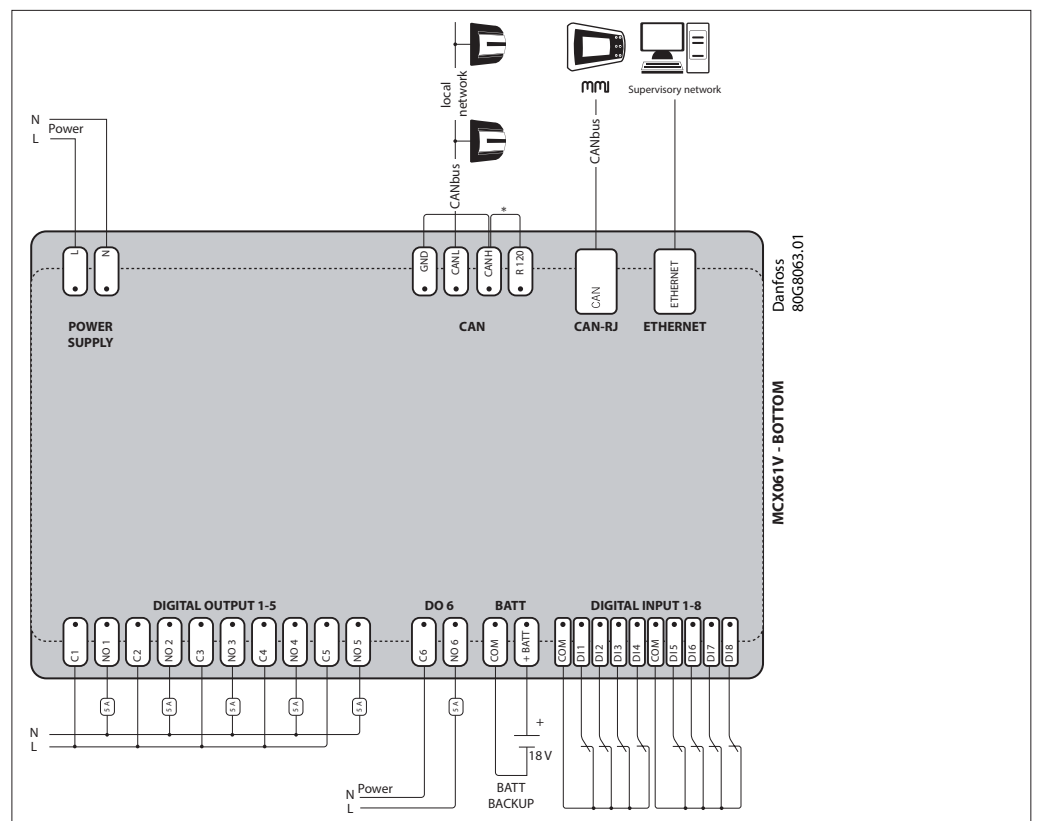 local
network
mmi
Supervisory network
N
Power
L
CANbus
CANbus
*
L
N
GND
CANL
CANH
R 120
CAN
ETHERNET
POWER
SUPPLY
CAN
CAN-RJ
ETHERNET
Danfoss
80G8063.01
MCX061V - BOTTOM
DIGITAL OUTPUT 1-5
DO 6
BATT
DIGITAL INPUT 1-8
C1
NO 1
C2
NO 2
C3
NO 3
C4
NO 4
C5
NO 5
C6
NO 6
COM
+ BATT
COM
DI1
DI2
DI3
DI4
COM
DI5
DI6
DI7
DI8
5 A
5 A
5 A
5 A
5 A
5 A
N
L
+
18 V
N Power
L
BATT
BACKUP